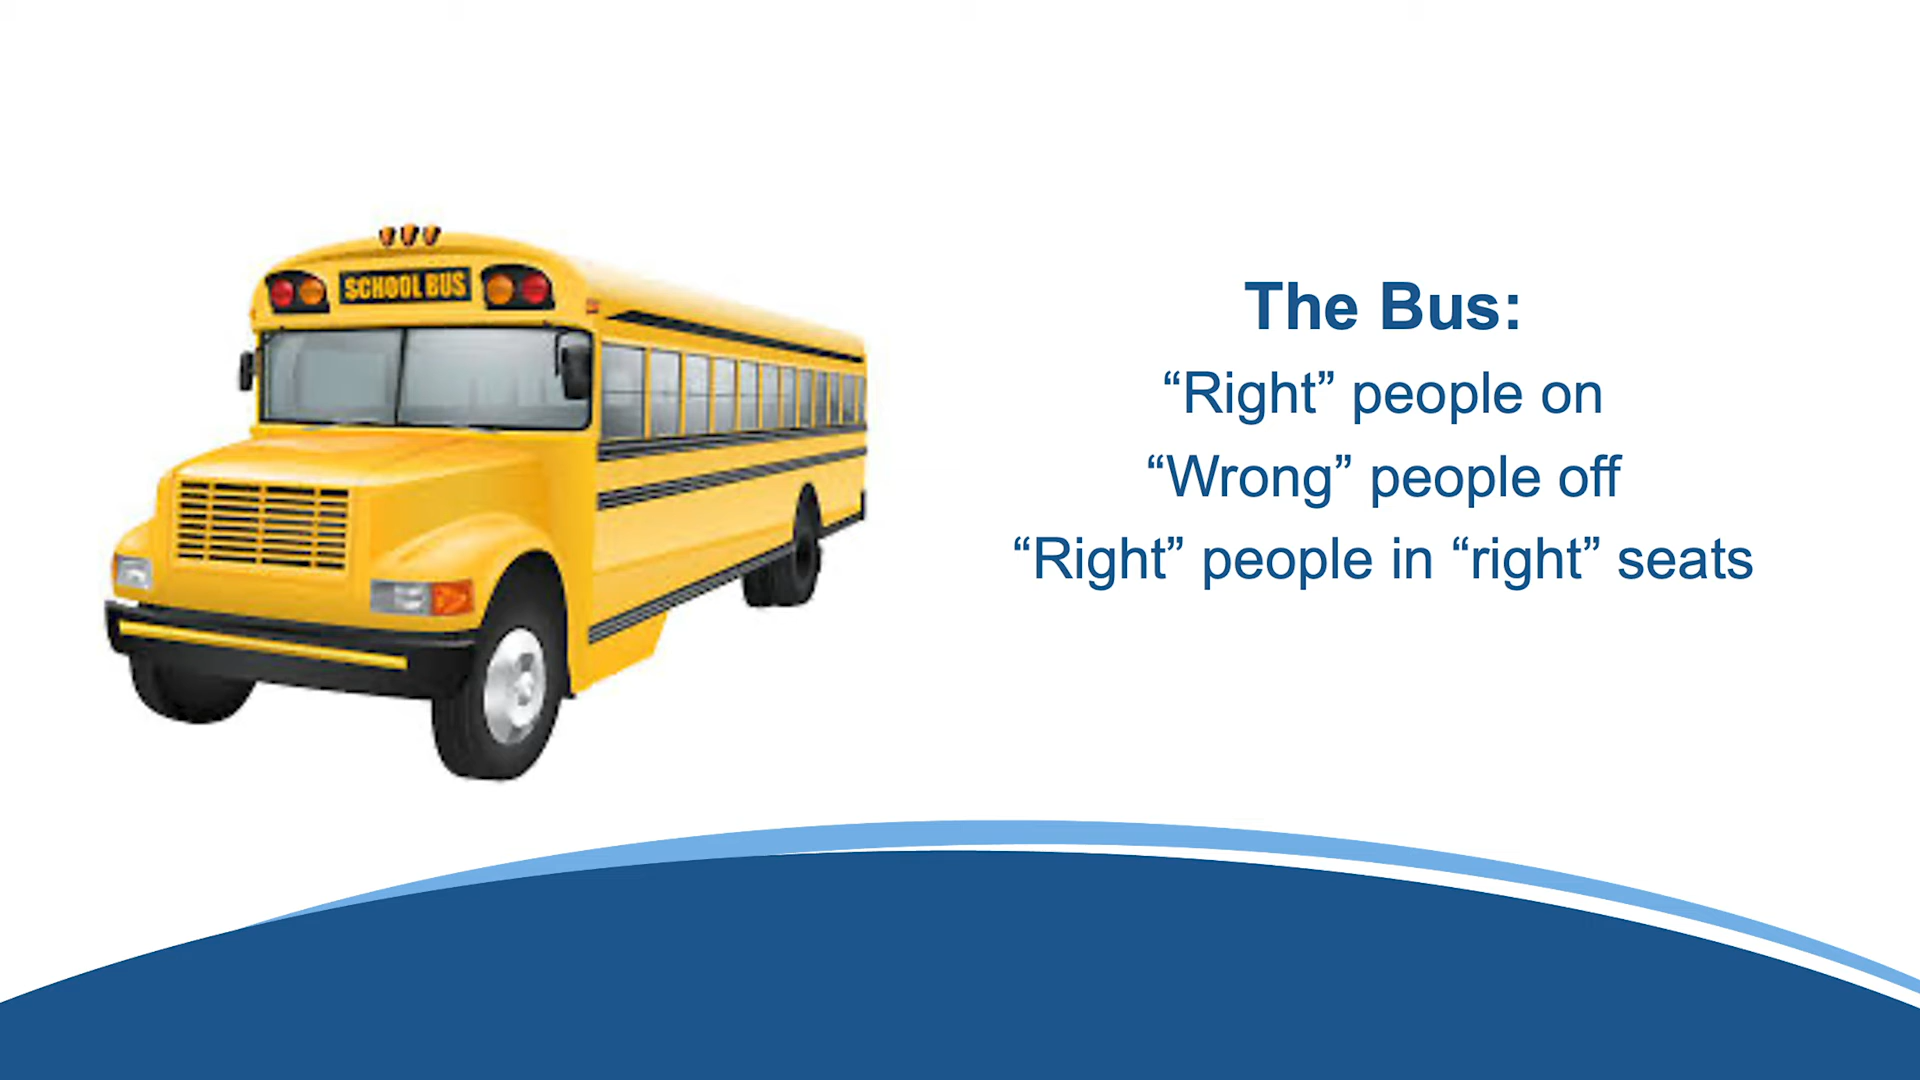 SCHOOL BUS
The Bus:
“Right” people on
“Wrong” people off
“Right” people in “right” seats